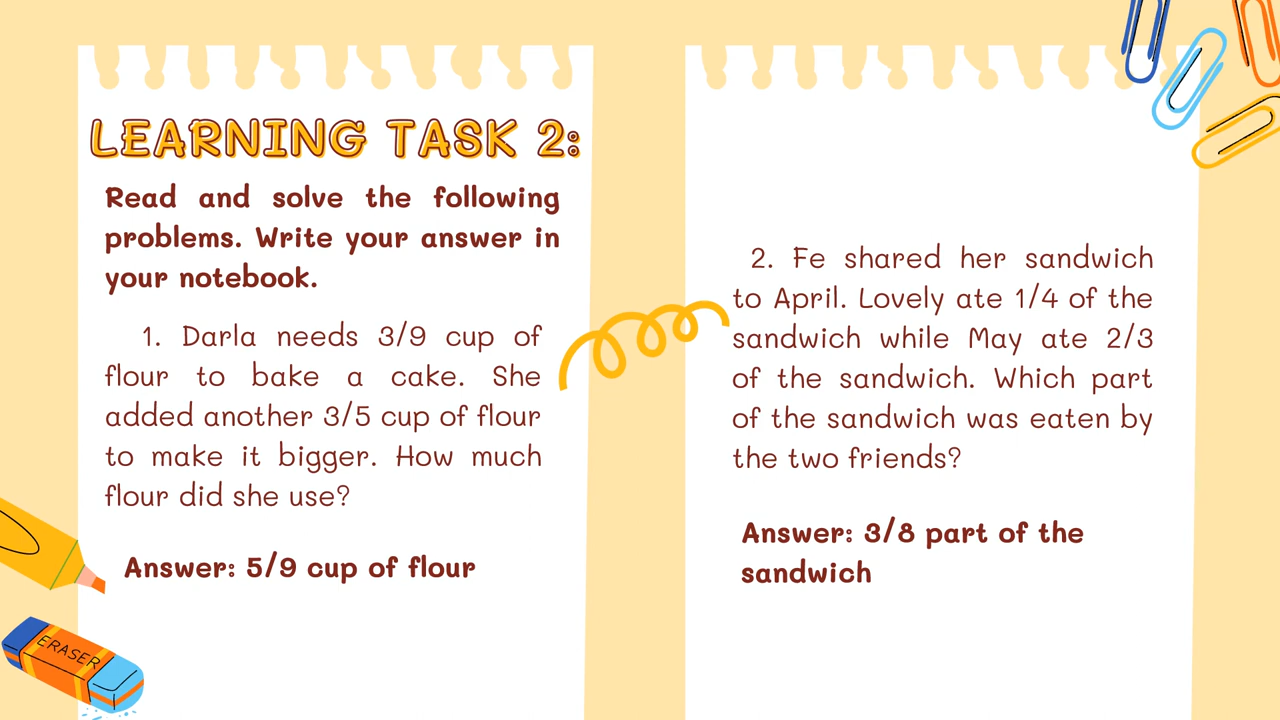 LEARNING TASK 2:
Read and solve the following
problems. Write your answer in
your notebook.
1. Darla needs 3/9 cup of
flour to bake a cake. She
added another 3/5 cup of flour
to make it bigger. How much
flour did she use?
Answer: 5/9 cup of flour
2. Fe shared her sandwich
to April. Lovely ate 1/4 of the
sandwich while May ate 2/3
of the sandwich. Which part
of the sandwich was eaten by
the two friends?
Answer: 3/8 part of the
sandwich
ERASER